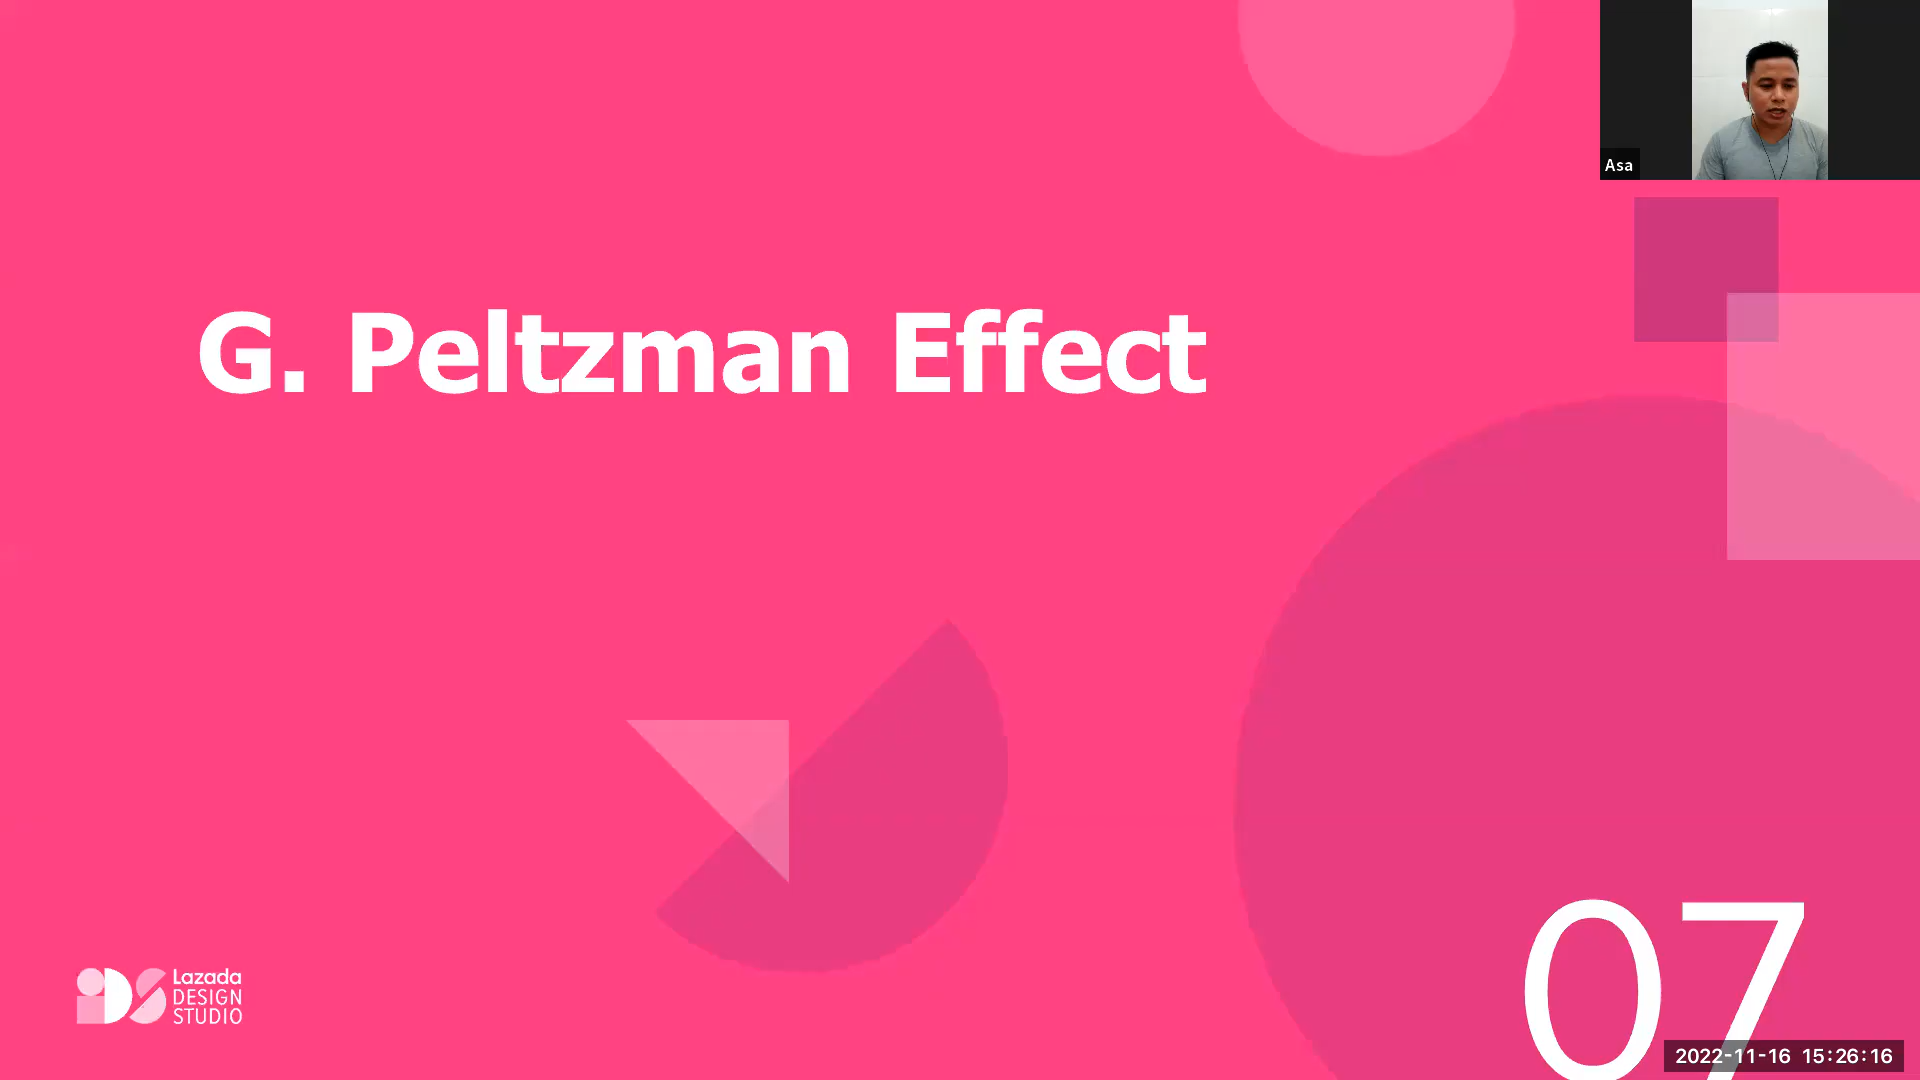 Asa
G. Peltzman Effect
Lazada
DESIGN
STUDIO
07
2022-11-16 15:26:16